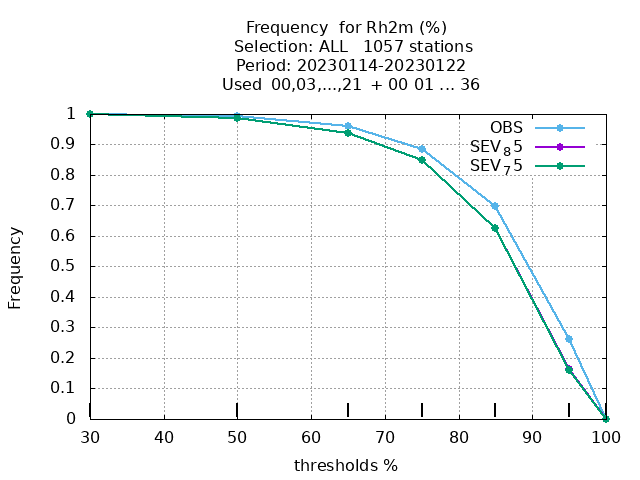 Frequency  for Rh2m (%)
Selection: ALL   1057 stations
Period: 20230114-20230122
Used  00,03,...,21  + 00 01 ... 36
OBS
SEV₈5
SEV₇5
Frequency
1
0.9
0.8
0.7
0.6
0.5
0.4
0.3
0.2
0.1
0
30 40 50 60 70 80 90 100
thresholds %